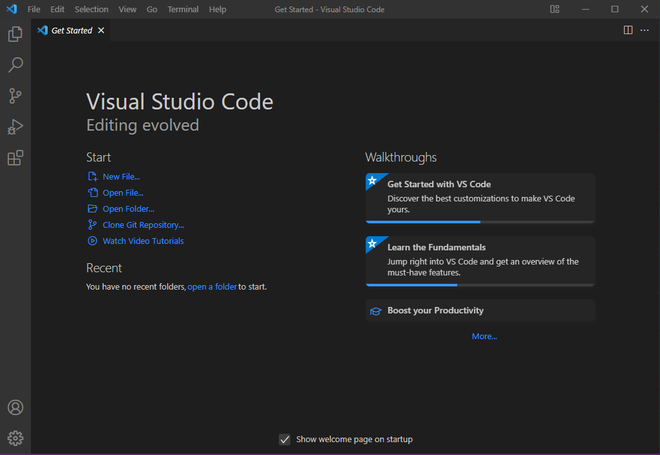 File Edit Selection View Go Terminal Help
Get Started - Visual Studio Code
Get Started
Visual Studio Code
Editing evolved
Start
New File...
Open File...
Open Folder...
Clone Git Repository...
Watch Video Tutorials
Recent
You have no recent folders, open a folder to start.
Walkthroughs
Get Started with VS Code
Discover the best customizations to make VS Code
yours.
Learn the Fundamentals
Jump right into VS Code and get an overview of the
must-have features.
Boost your Productivity
More...
Show welcome page on startup